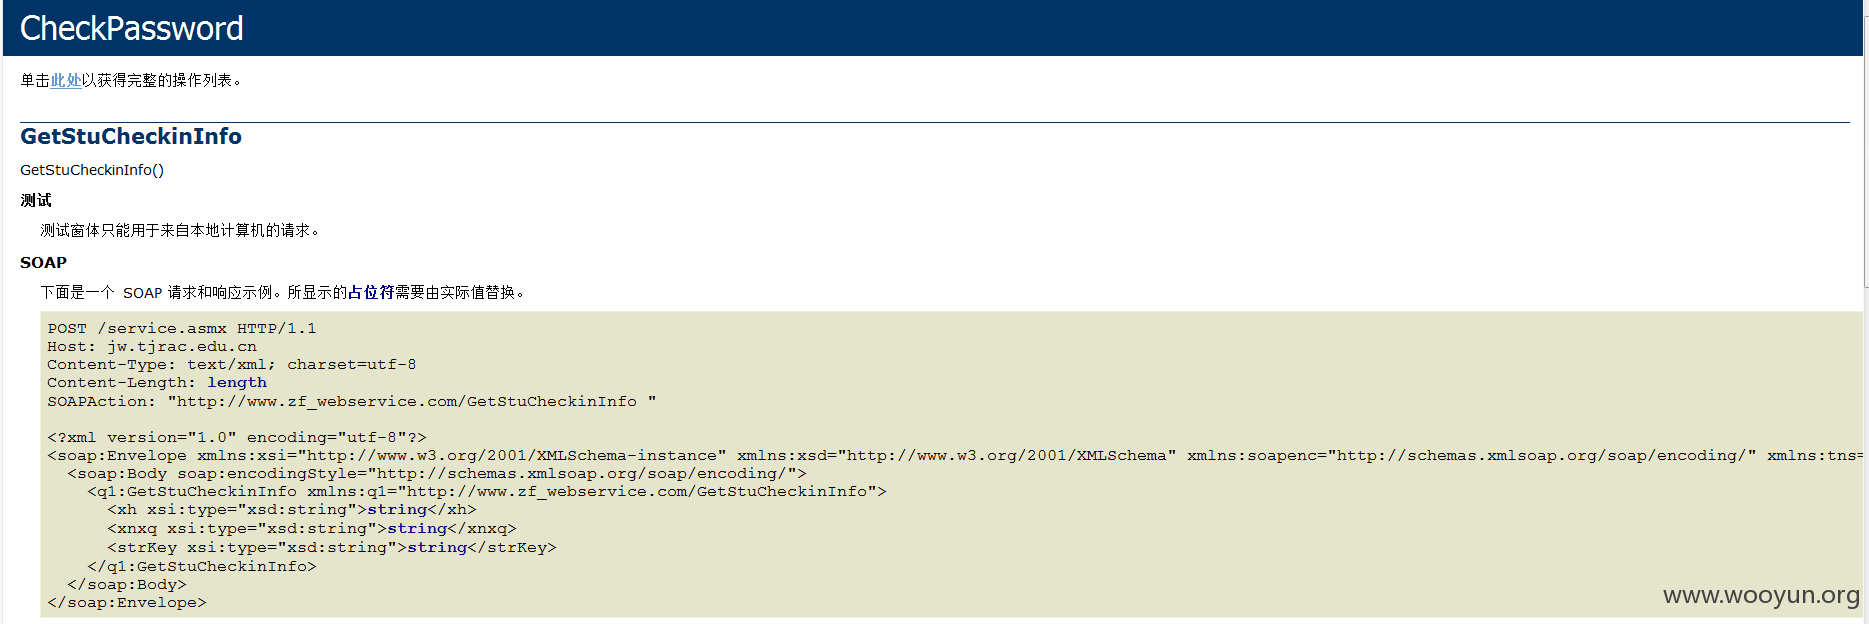 CheckPassword
单击此处以获得完整的操作列表。
GetStuCheckinInfo
GetStuCheckinInfo()
测试
测试窗体只能用于来自本地计算机的请求。
SOAP
下面是一个 SOAP 请求和响应示例。所显示的占位符需要由实际值替换。
POST /service.asmx HTTP/1.1
Host: jw.tjrac.edu.cn
Content-Type: text/xml; charset=utf-8
Content-Length: length
SOAPAction: "http://www.zf_webservice.com/GetStuCheckinInfo "
<?xml version="1.0" encoding="utf-8"?>
<soap:Envelope xmlns:xsi="http://www.w3.org/2001/XMLSchema-instance" xmlns:xsd="http://www.w3.org/2001/XMLSchema" xmlns:soapenc="http://schemas.xmlsoap.org/soap/encoding/" xmlns:tns=
<soap:Body soap:encodingStyle="http://schemas.xmlsoap.org/soap/encoding/">
<q1:GetStuCheckinInfo xmlns:q1="http://www.zf_webservice.com/GetStuCheckinInfo">
<xh xsi:type="xsd:string">string</xh>
<xnxq xsi:type="xsd:string">string</xnxq>
<strKey xsi:type="xsd:string">string</strKey>
</q1:GetStuCheckinInfo>
</soap:Body>
</soap:Envelope>
www.wooyun.org